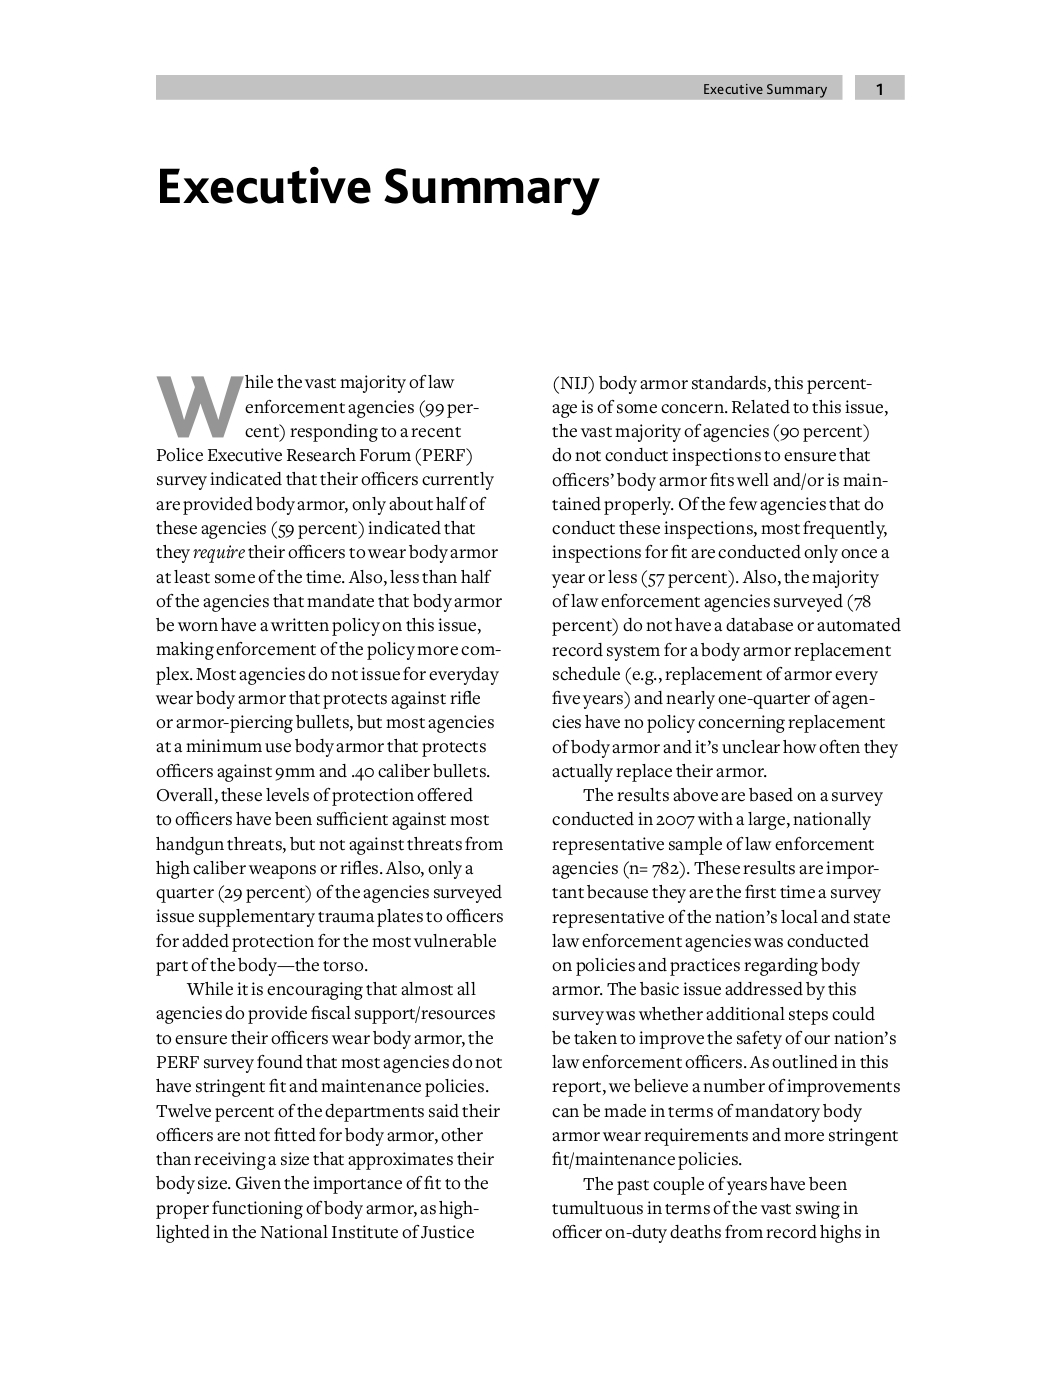 Executive Summary 1
Executive Summary
While the vast majority of law
enforcement agencies (99 per-
cent) responding to a recent
Police Executive Research Forum (PERF)
survey indicated that their officers currently
are provided body armor, only about half of
these agencies (59 percent) indicated that
they require their officers to wear body armor
at least some of the time. Also, less than half
of the agencies that mandate that body armor
be worn have a written policy on this issue,
making enforcement of the policy more com-
plex. Most agencies do not issue for everyday
wear body armor that protects against rifle
or armor-piercing bullets, but most agencies
at a minimum use body armor that protects
officers against 9mm and .40 caliber bullets.
Overall, these levels of protection offered
to officers have been sufficient against most
handgun threats, but not against threats from
high caliber weapons or rifles. Also, only a
quarter (29 percent) of the agencies surveyed
issue supplementary trauma plates to officers
for added protection for the most vulnerable
part of the body—the torso.
While it is encouraging that almost all
agencies do provide fiscal support/resources
to ensure their officers wear body armor, the
PERF survey found that most agencies do not
have stringent fit and maintenance policies.
Twelve percent of the departments said their
officers are not fitted for body armor, other
than receiving a size that approximates their
body size. Given the importance of fit to the
proper functioning of body armor, as high-
lighted in the National Institute of Justice
(NIJ) body armor standards, this percent-
age is of some concern. Related to this issue,
the vast majority of agencies (90 percent)
do not conduct inspections to ensure that
officers' body armor fits well and/or is main-
tained properly. Of the few agencies that do
conduct these inspections, most frequently,
inspections for fit are conducted only once a
year or less (57 percent). Also, the majority
of law enforcement agencies surveyed (78
percent) do not have a database or automated
record system for a body armor replacement
schedule (e.g., replacement of armor every
five years) and nearly one-quarter of agen-
cies have no policy concerning replacement
of body armor and it's unclear how often they
actually replace their armor.
The results above are based on a survey
conducted in 2007 with a large, nationally
representative sample of law enforcement
agencies (n= 782). These results are impor-
tant because they are the first time a survey
representative of the nation's local and state
law enforcement agencies was conducted
on policies and practices regarding body
armor. The basic issue addressed by this
survey was whether additional steps could
be taken to improve the safety of our nation's
law enforcement officers. As outlined in this
report, we believe a number of improvements
can be made in terms of mandatory body
armor wear requirements and more stringent
fit/maintenance policies.
The past couple of years have been
tumultuous in terms of the vast swing in
officer on-duty deaths from record highs in